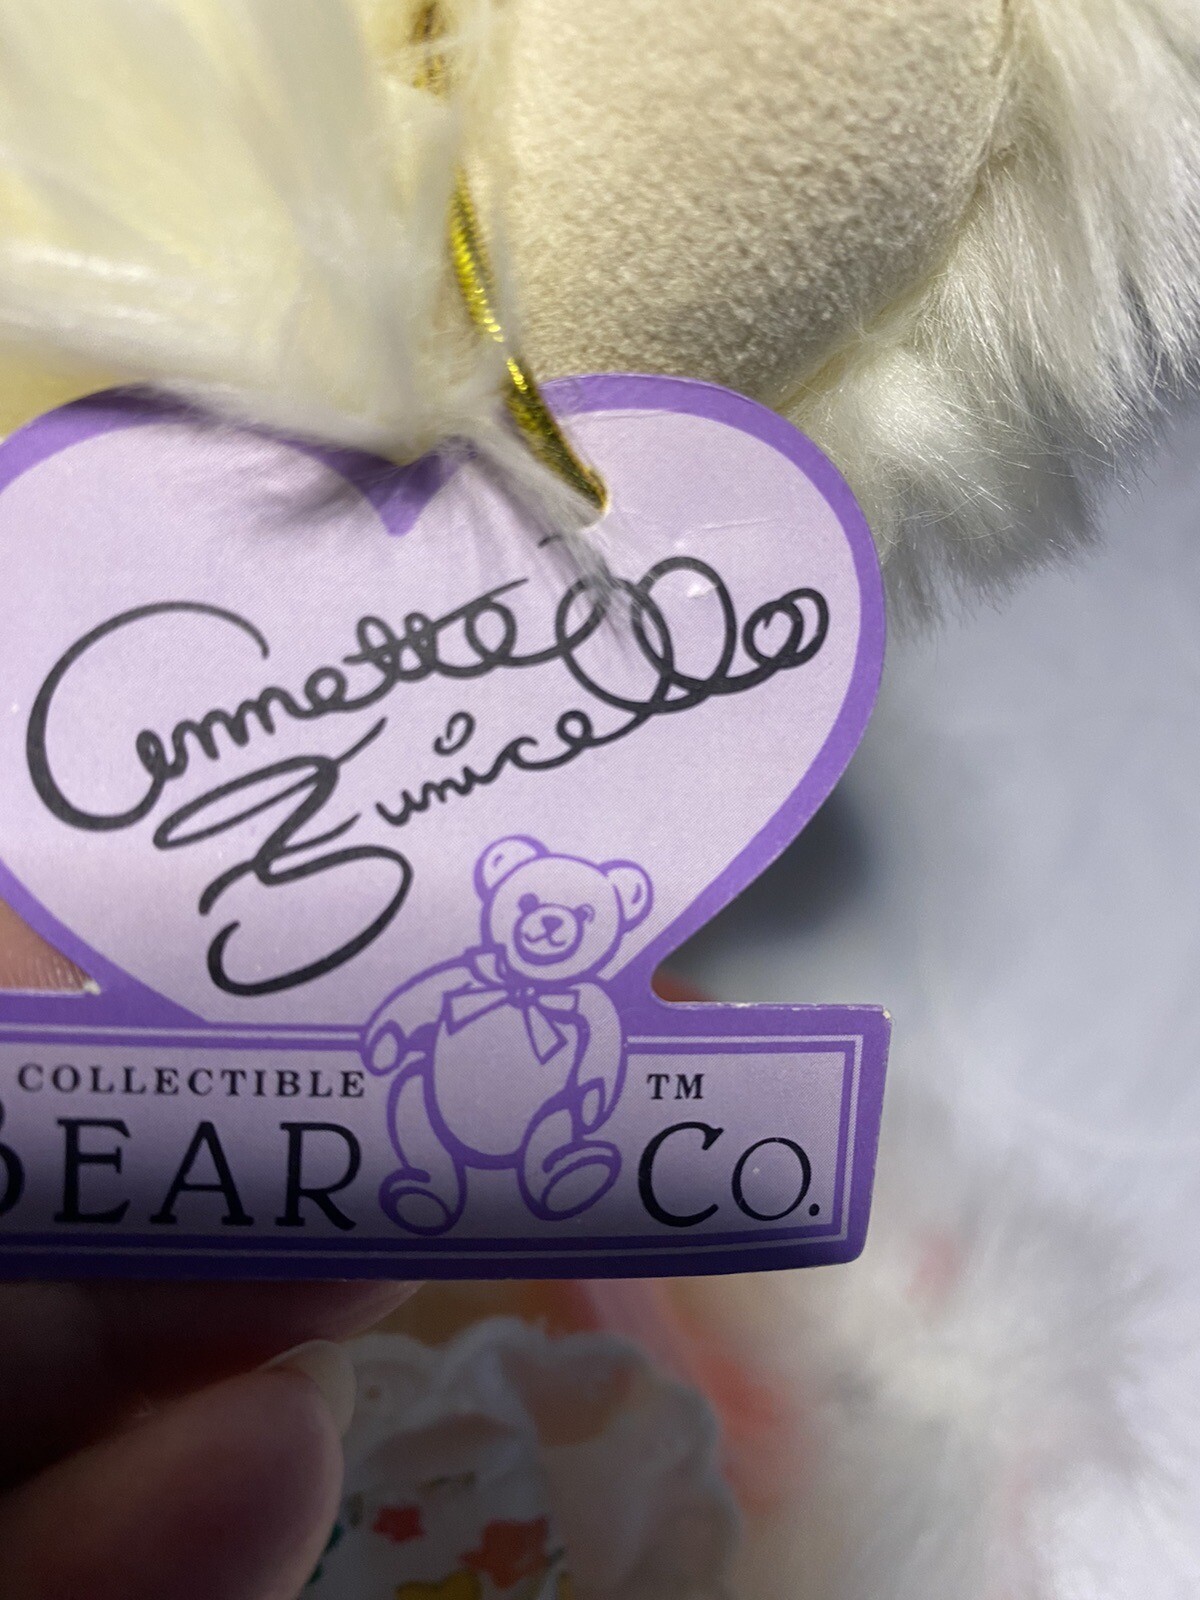 Annette
Funicello
COLLECTIBLE TM
BEAR CO.